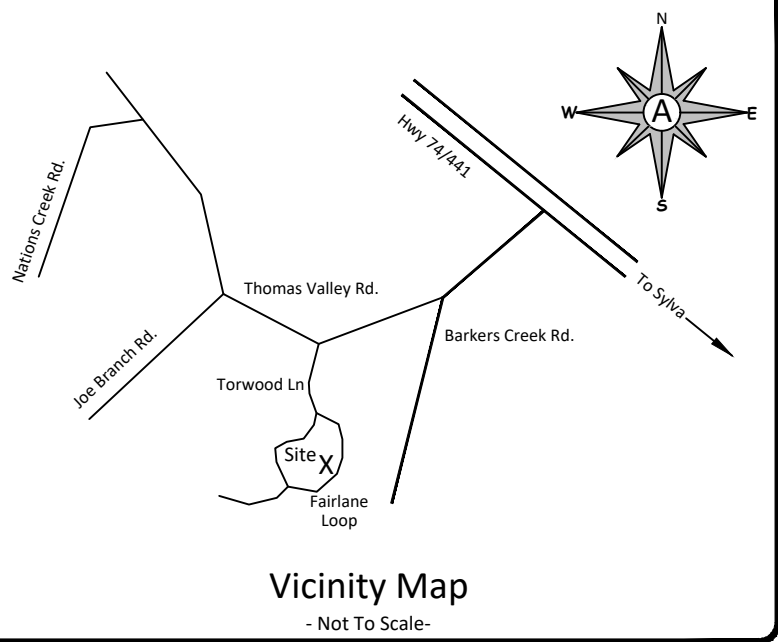 N
W
A
E
S
Hwy 74/441
Nations Creek Rd.
Thomas Valley Rd.
To Sylva
Barkers Creek Rd.
Joe Branch Rd.
Torwood Ln
Site X
Fairlane
Loop
Vicinity Map
- Not To Scale-